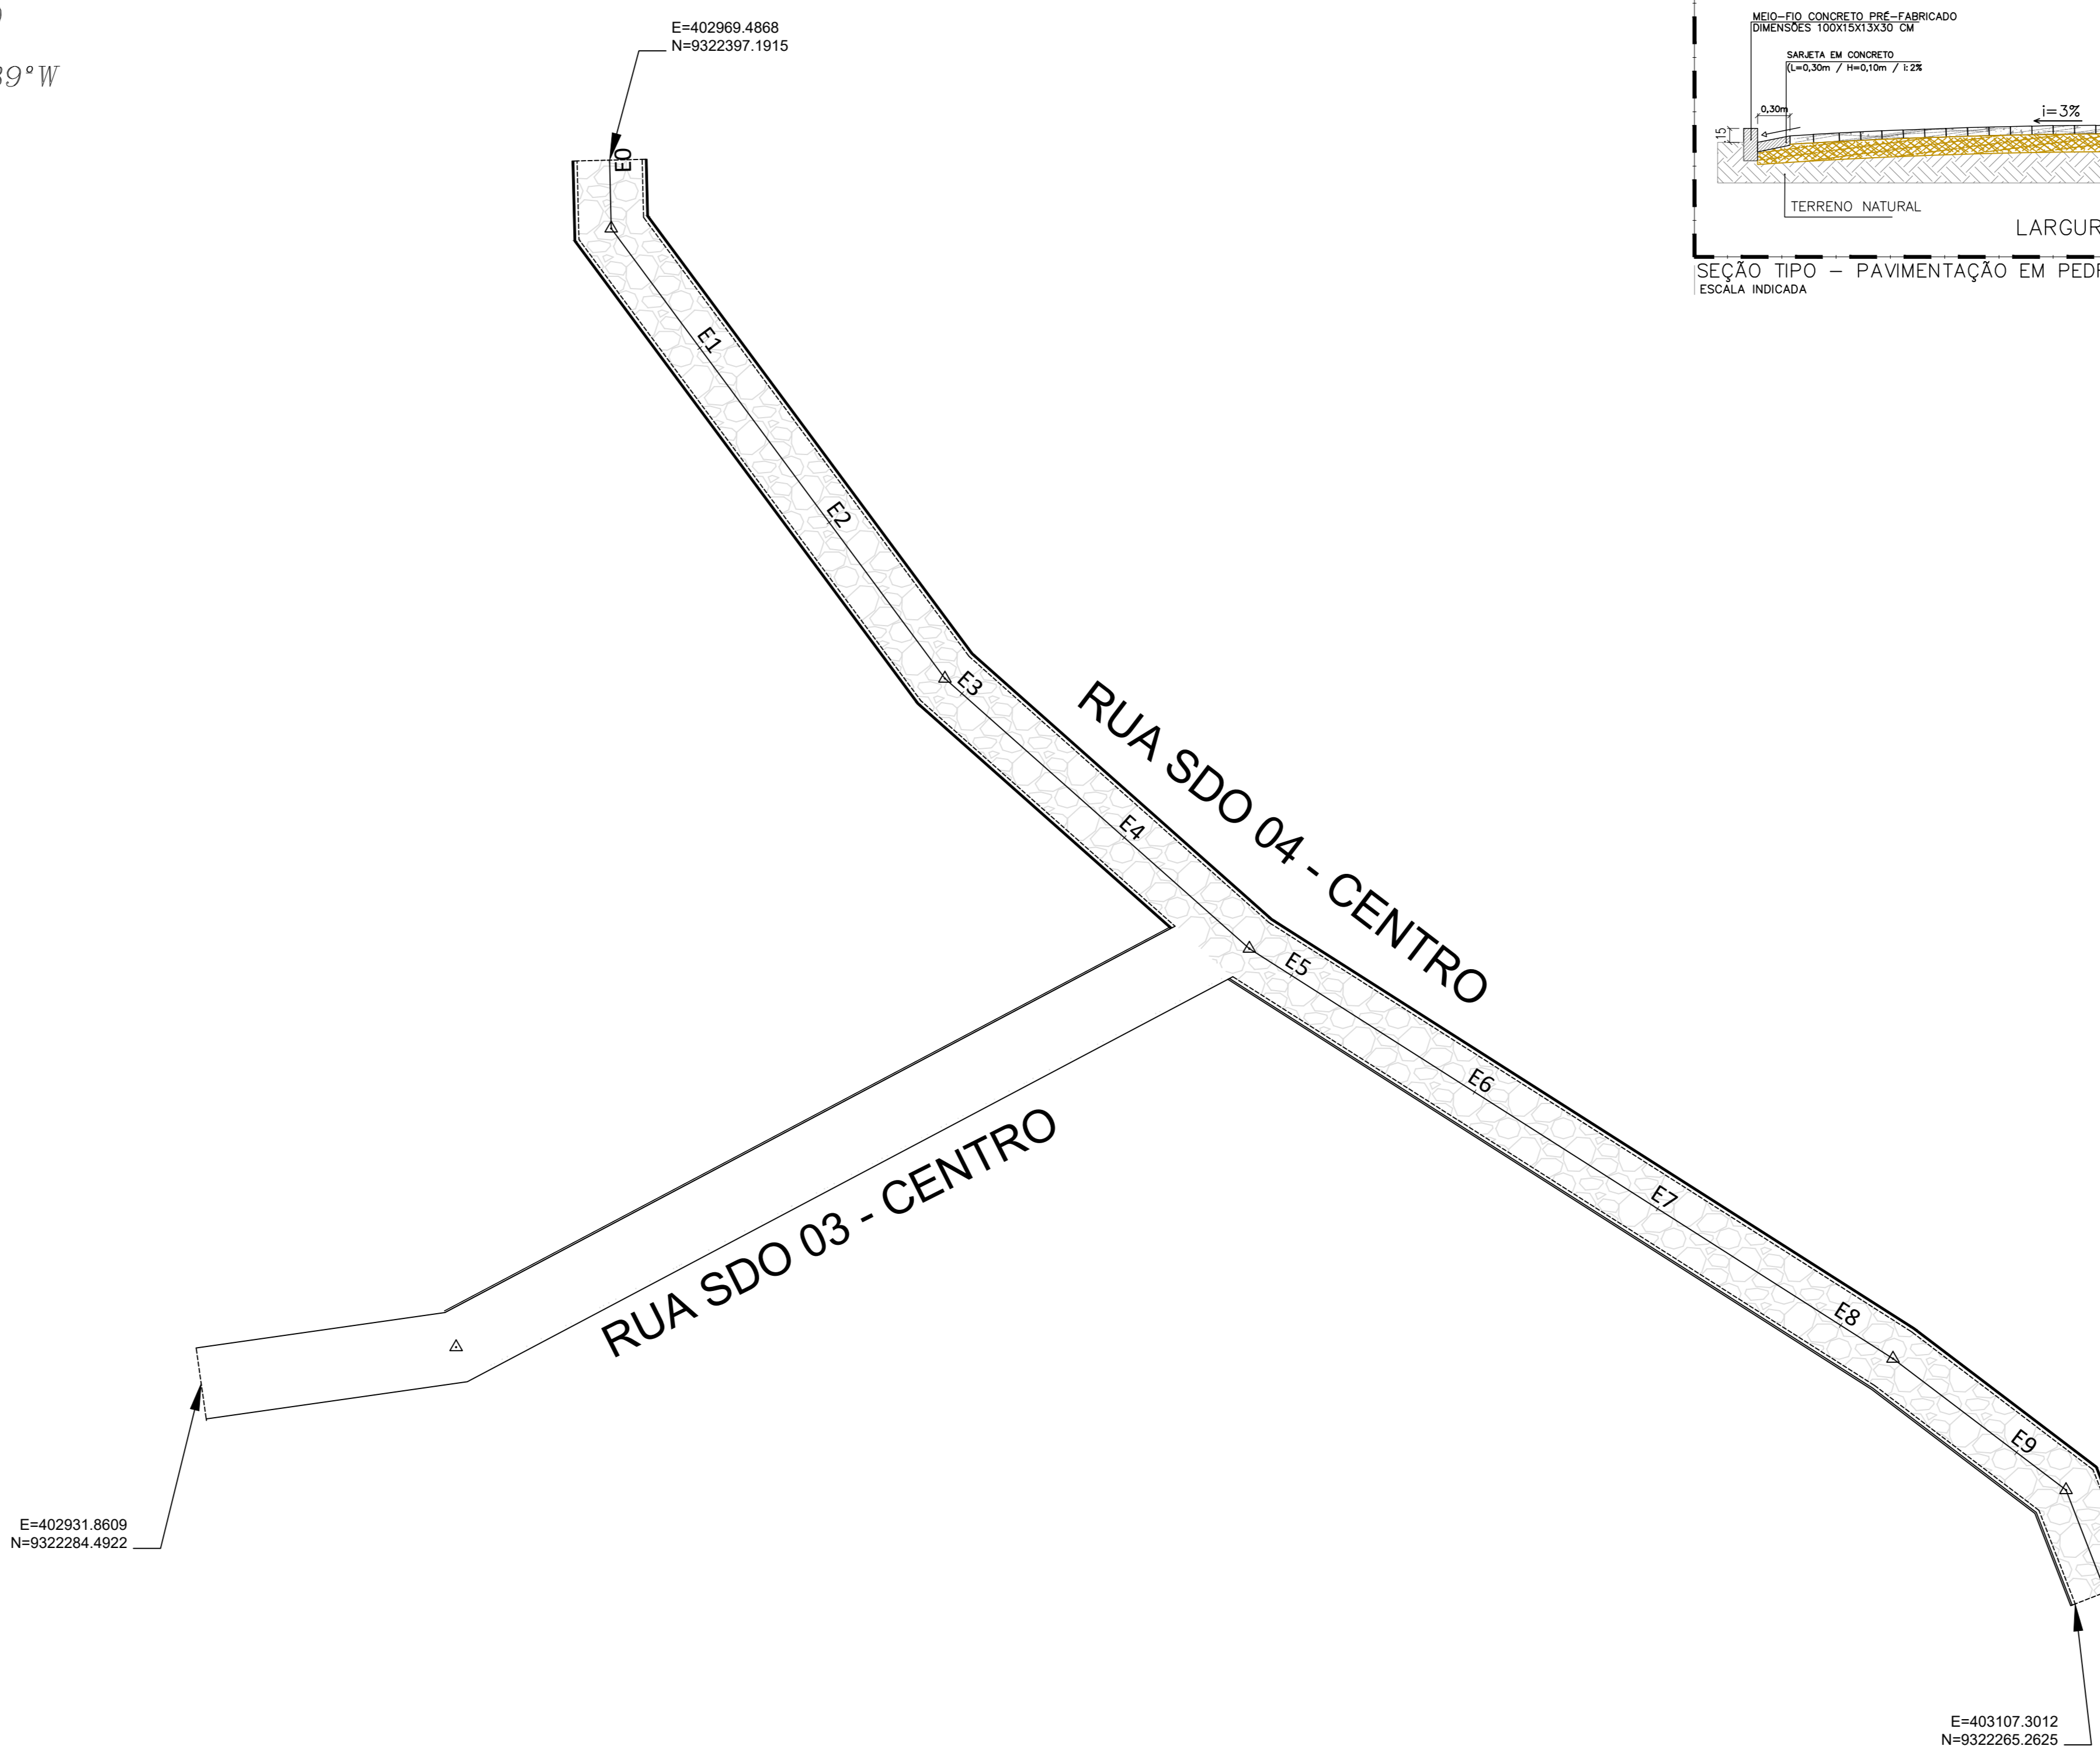 9°W
E=402969.4868
N=9322397.1915
MEIO-FIO CONCRETO PRÉ-FABRICADO
DIMENSÕES 100X15X13X30 CM
SARJETA EM CONCRETO
(L=0,30m / H=0,10m / i:2%
0,30m
15
i=3%
TERRENO NATURAL
LARGUR
SEÇÃO TIPO – PAVIMENTAÇÃO EM PED
ESCALA INDICADA
E0
E1
E2
E3
E4
RUA SDO 04 - CENTRO
E5
E6
E7
E8
E9
RUA SDO 03 - CENTRO
E=402931.8609
N=9322284.4922
E=403107.3012
N=9322265.2625